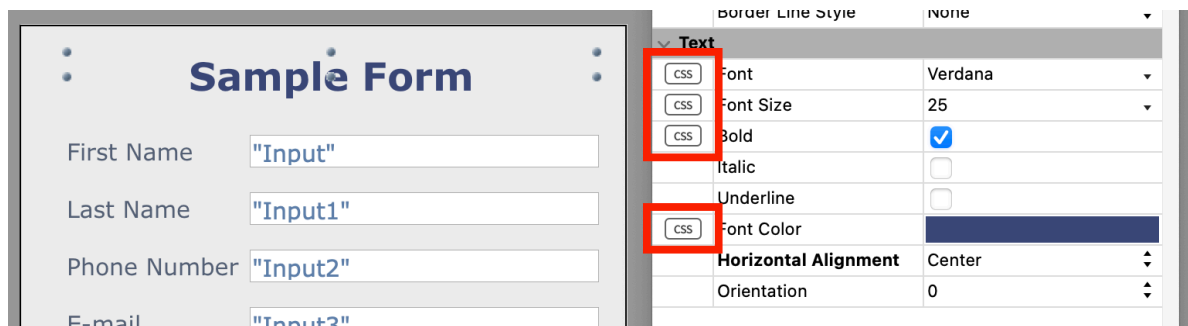 Sample Form
First Name "Input"
Last Name "Input1"
Phone Number "Input2"
E-mail "Input3"
Border Line Style None
Text
CSS Font Verdana
CSS Font Size 25
CSS Bold
Italic
Underline
CSS Font Color
Horizontal Alignment Center
Orientation 0